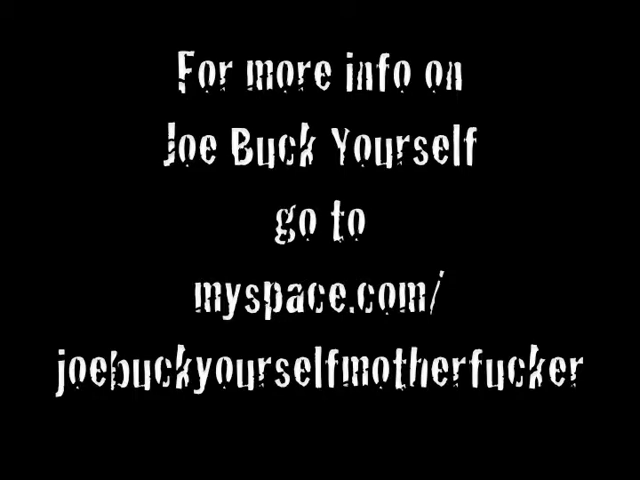 For more info on
Joe Buck Yourself
go to
myspace.com/
joebuckyourselfmotherfucker